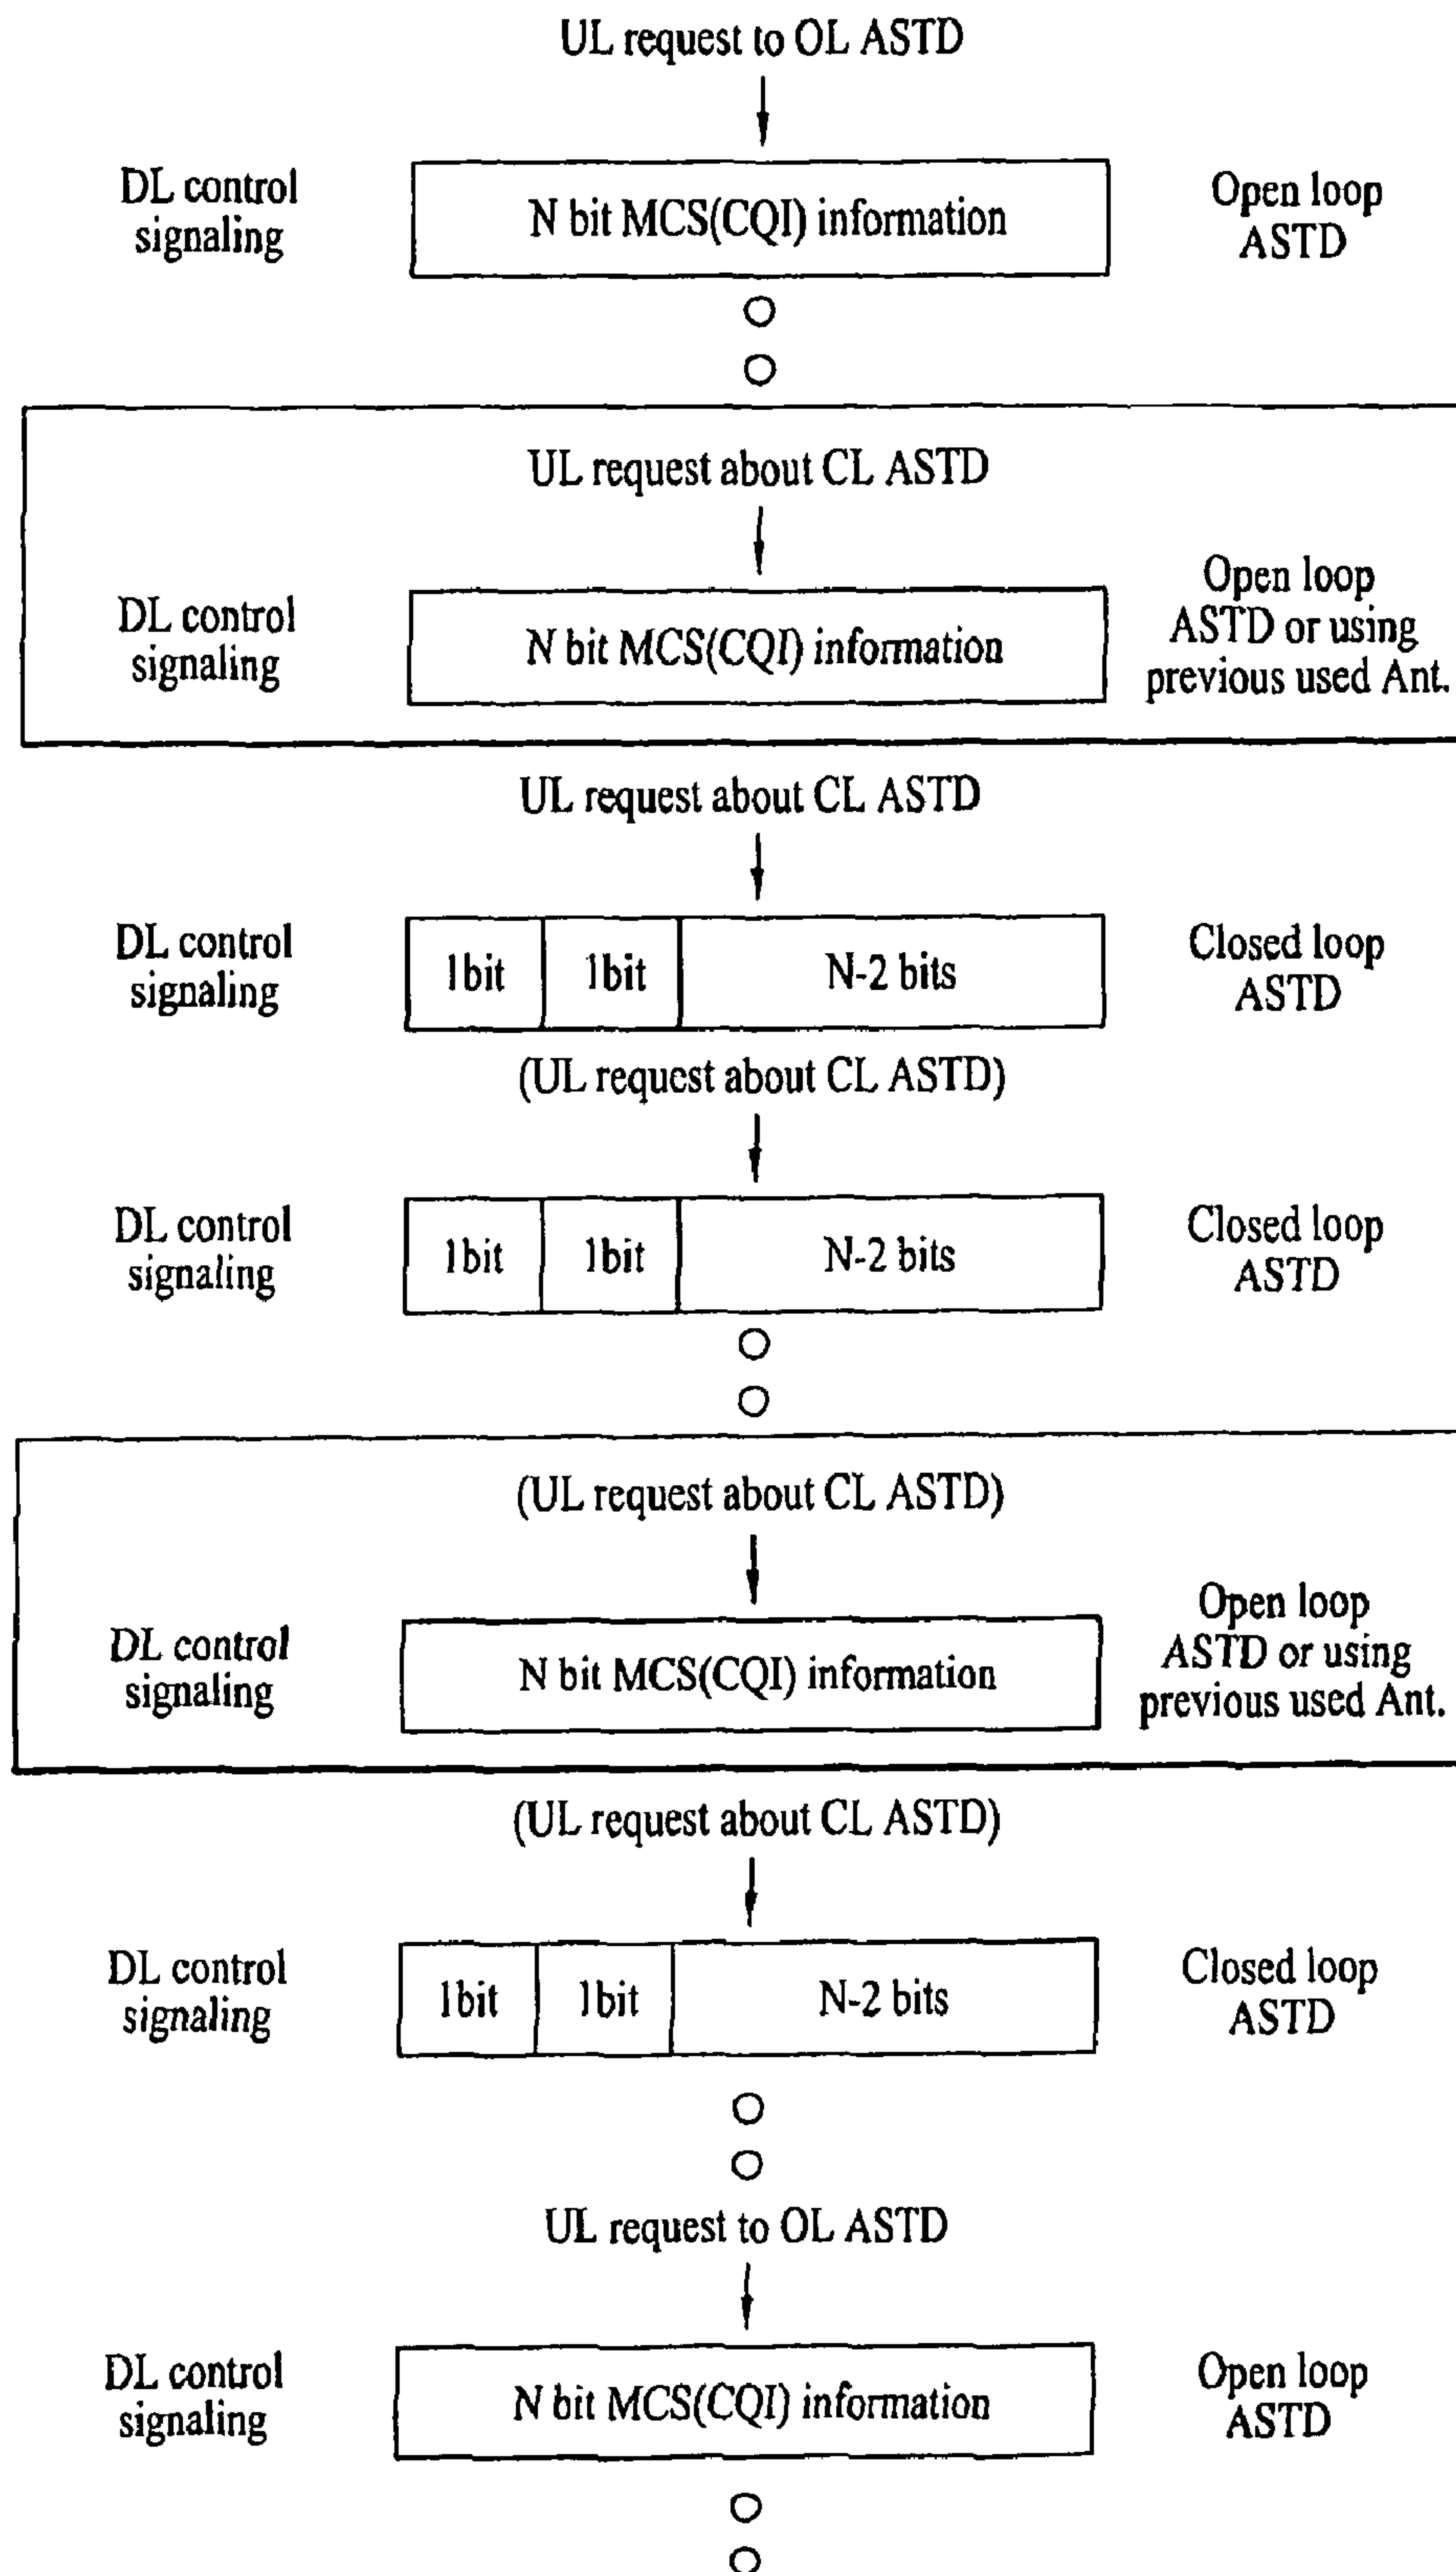 UL request to OL ASTD
DL control
signaling
N bit MCS(CQI) information
Open loop
ASTD
UL request about CL ASTD
DL control
signaling
N bit MCS(CQI) information
Open loop
ASTD or using
previous used Ant.
UL request about CL ASTD
DL control
signaling
1bit
1bit
N-2 bits
Closed loop
ASTD
(UL request about CL ASTD)
DL control
signaling
1bit
1bit
N-2 bits
Closed loop
ASTD
(UL request about CL ASTD)
DL control
signaling
N bit MCS(CQI) information
Open loop
ASTD or using
previous used Ant.
(UL request about CL ASTD)
DL control
signaling
1bit
1bit
N-2 bits
Closed loop
ASTD
UL request to OL ASTD
DL control
signaling
N bit MCS(CQI) information
Open loop
ASTD